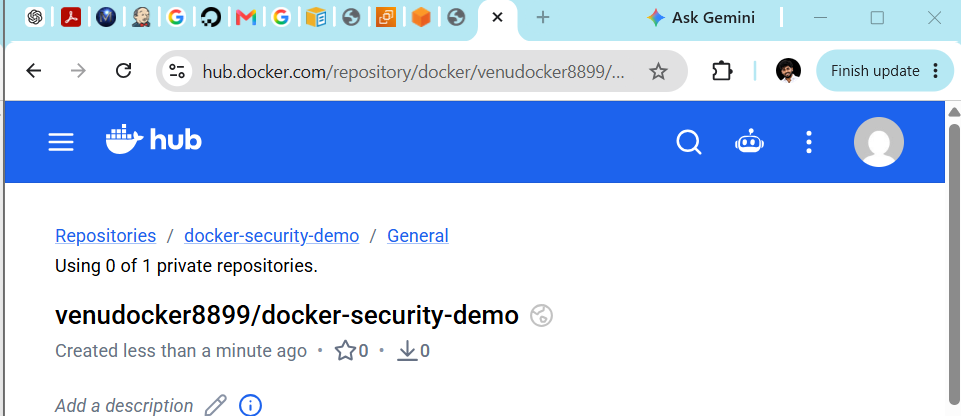 Ask Gemini
hub.docker.com/repository/docker/venudocker8899/...
Finish update
hub
Repositories / docker-security-demo / General
Using 0 of 1 private repositories.
venudocker8899/docker-security-demo
Created less than a minute ago • 0 • 0
Add a description